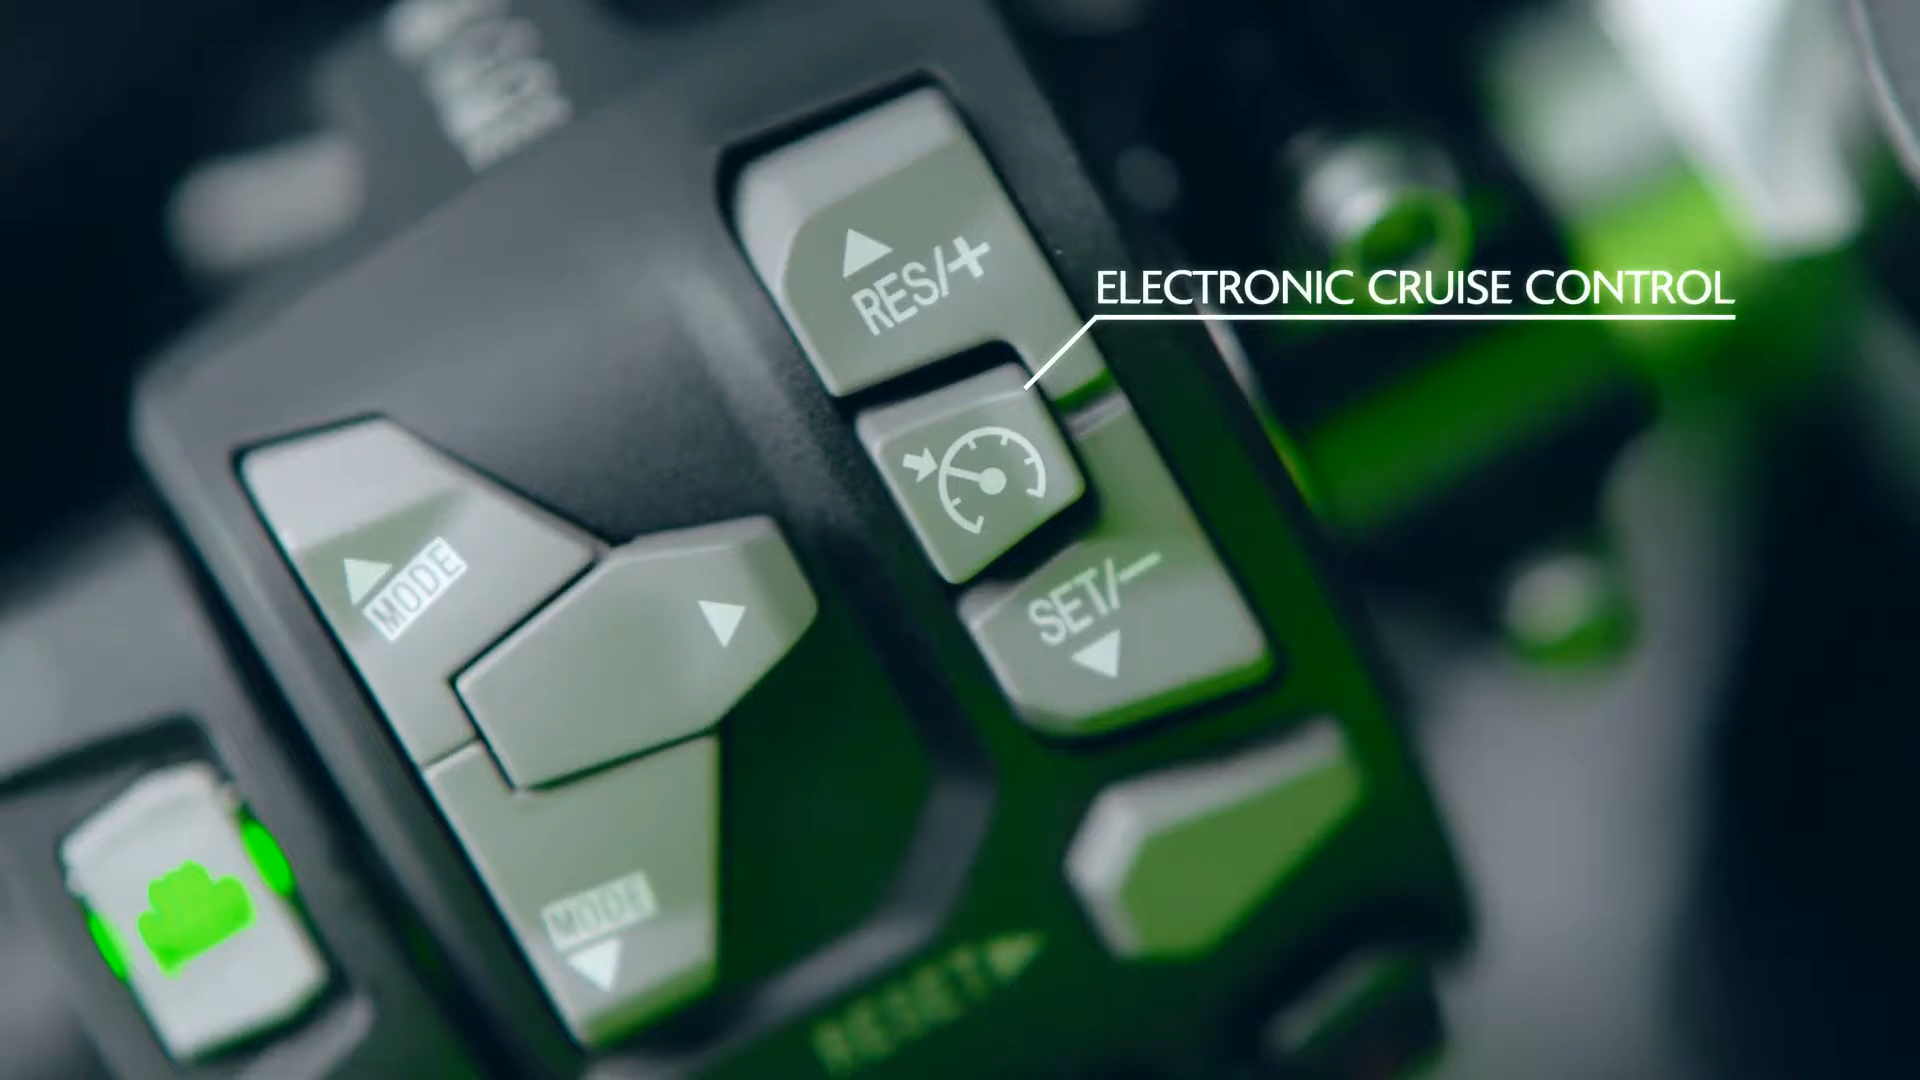 RES/+
ELECTRONIC CRUISE CONTROL
MODE
SET/−
MODE
RESET